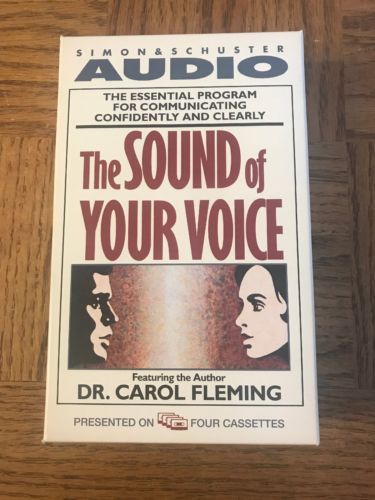 SIMON & SCHUSTER
AUDIO
THE ESSENTIAL PROGRAM
FOR COMMUNICATING
CONFIDENTLY AND CLEARLY
The SOUND of
YOUR VOICE
Featuring the Author
DR. CAROL FLEMING
PRESENTED ON FOUR CASSETTES